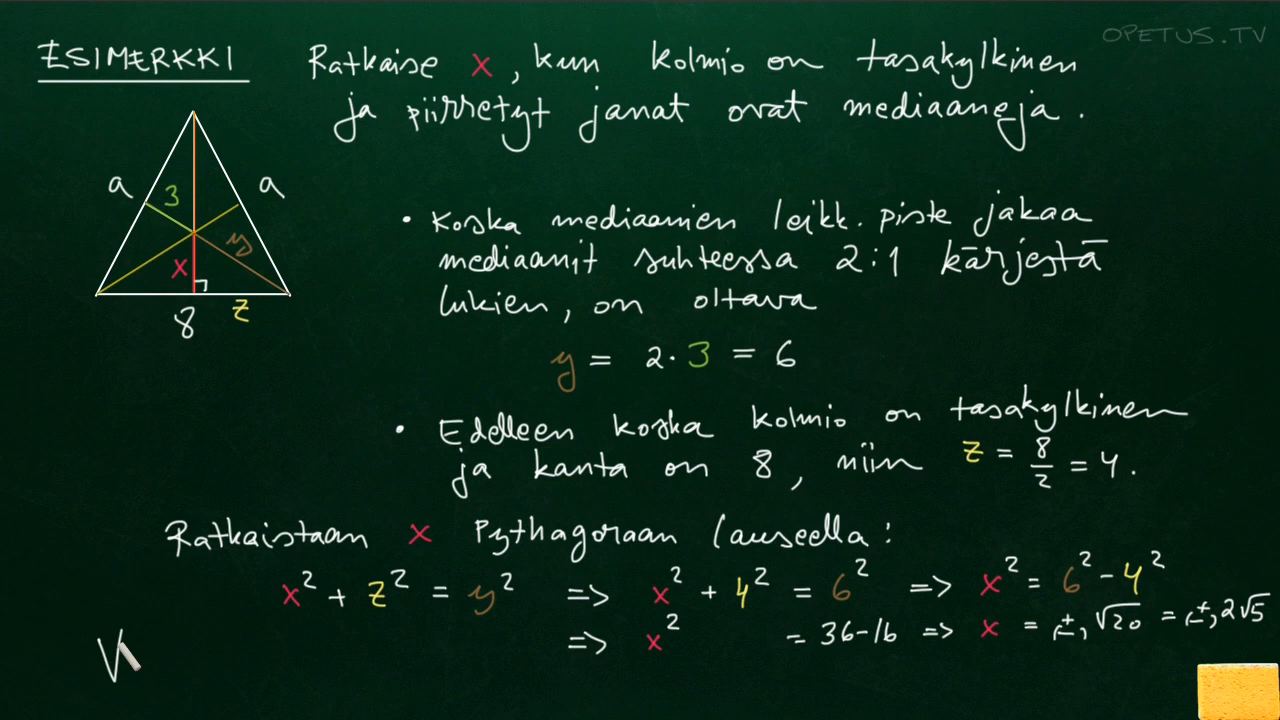 OPETUS.TV
ESIMERKKI
Ratkaise x, kun kolmio on tasakylkinen
ja piirretyt janat ovat mediaaneja.
a
3
a
y
x
8
z
• Koska mediaanien leikk. piste jakaa
mediaanit suhteessa 2:1 kärjestä
lukien, on oltava
y = 2·3 = 6
• Edelleen koska kolmio on tasakylkinen
ja kanta on 8, niin z = 8/2 = 4.
Ratkaistaan x Pythagoraan lauseella:
x² + z² = y² => x² + 4² = 6² => x² = 6² - 4²
=> x² = 36-16 => x = (±) √20 = (±) 2√5
V